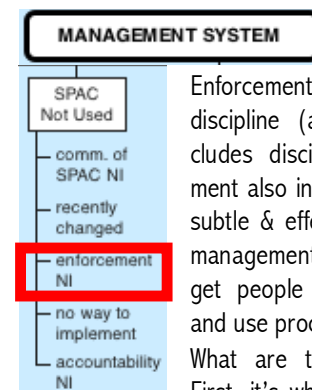 MANAGEMENT SYSTEM
SPAC
Not Used
comm. of
SPAC NI
recently
changed
enforcement
NI
no way to
implement
accountability
NI
Enforcement
discipline (a
cludes disci
ment also in
subtle & effe
management
get people
and use proc
What are t
First, it's wh